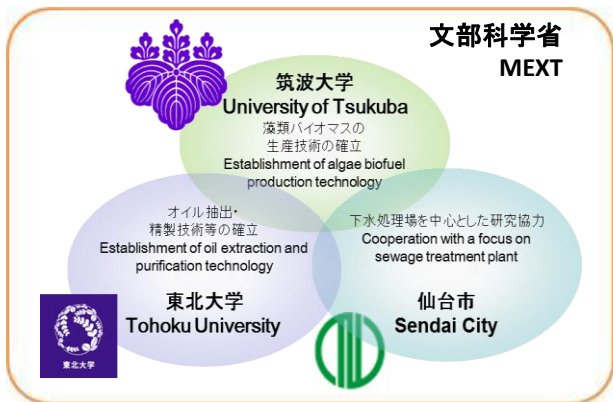 文部科学省
MEXT
筑波大学
University of Tsukuba
藻類バイオマスの
生産技術の確立
Establishment of algae biofuel
production technology
オイル抽出・
精製技術等の確立
Establishment of oil extraction and
purification technology
東北大学
Tohoku University
下水処理場を中心とした研究協力
Cooperation with a focus on
sewage treatment plant
仙台市
Sendai City
東北大学